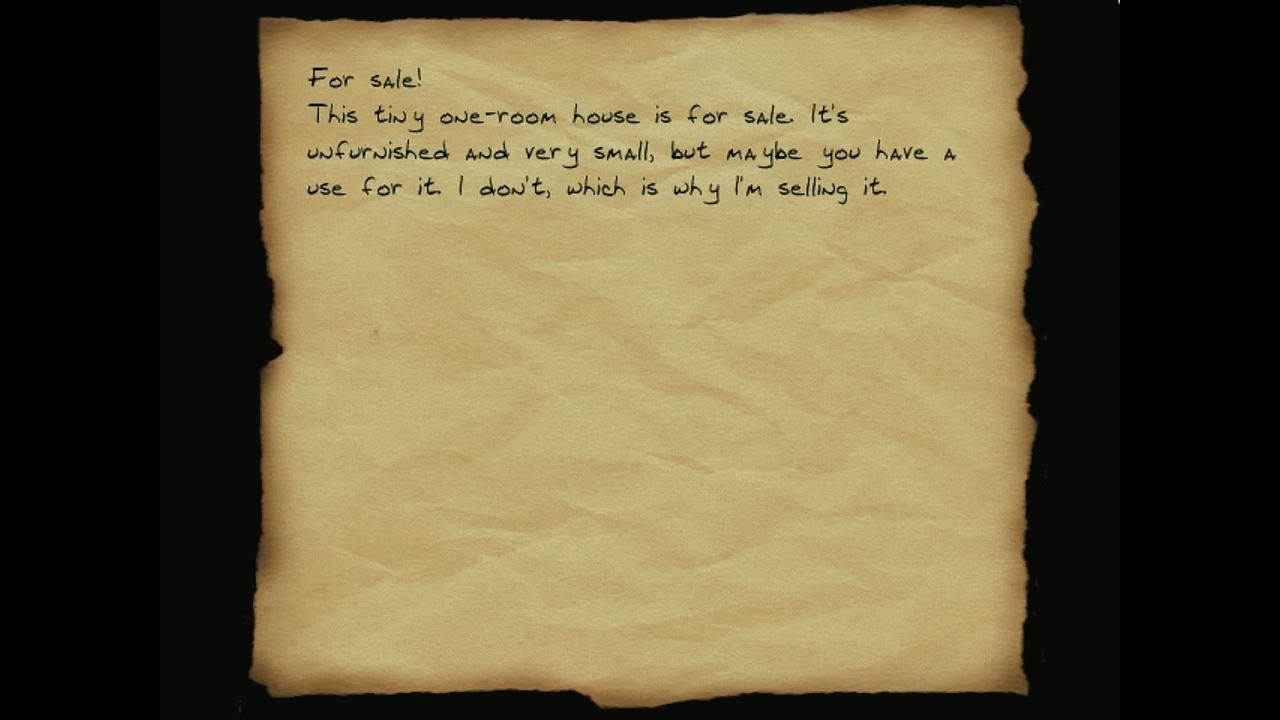 For sale!
This tiny one-room house is for sale. It's
unfurnished and very small, but maybe you have a
use for it. I don't, which is why I'm selling it.